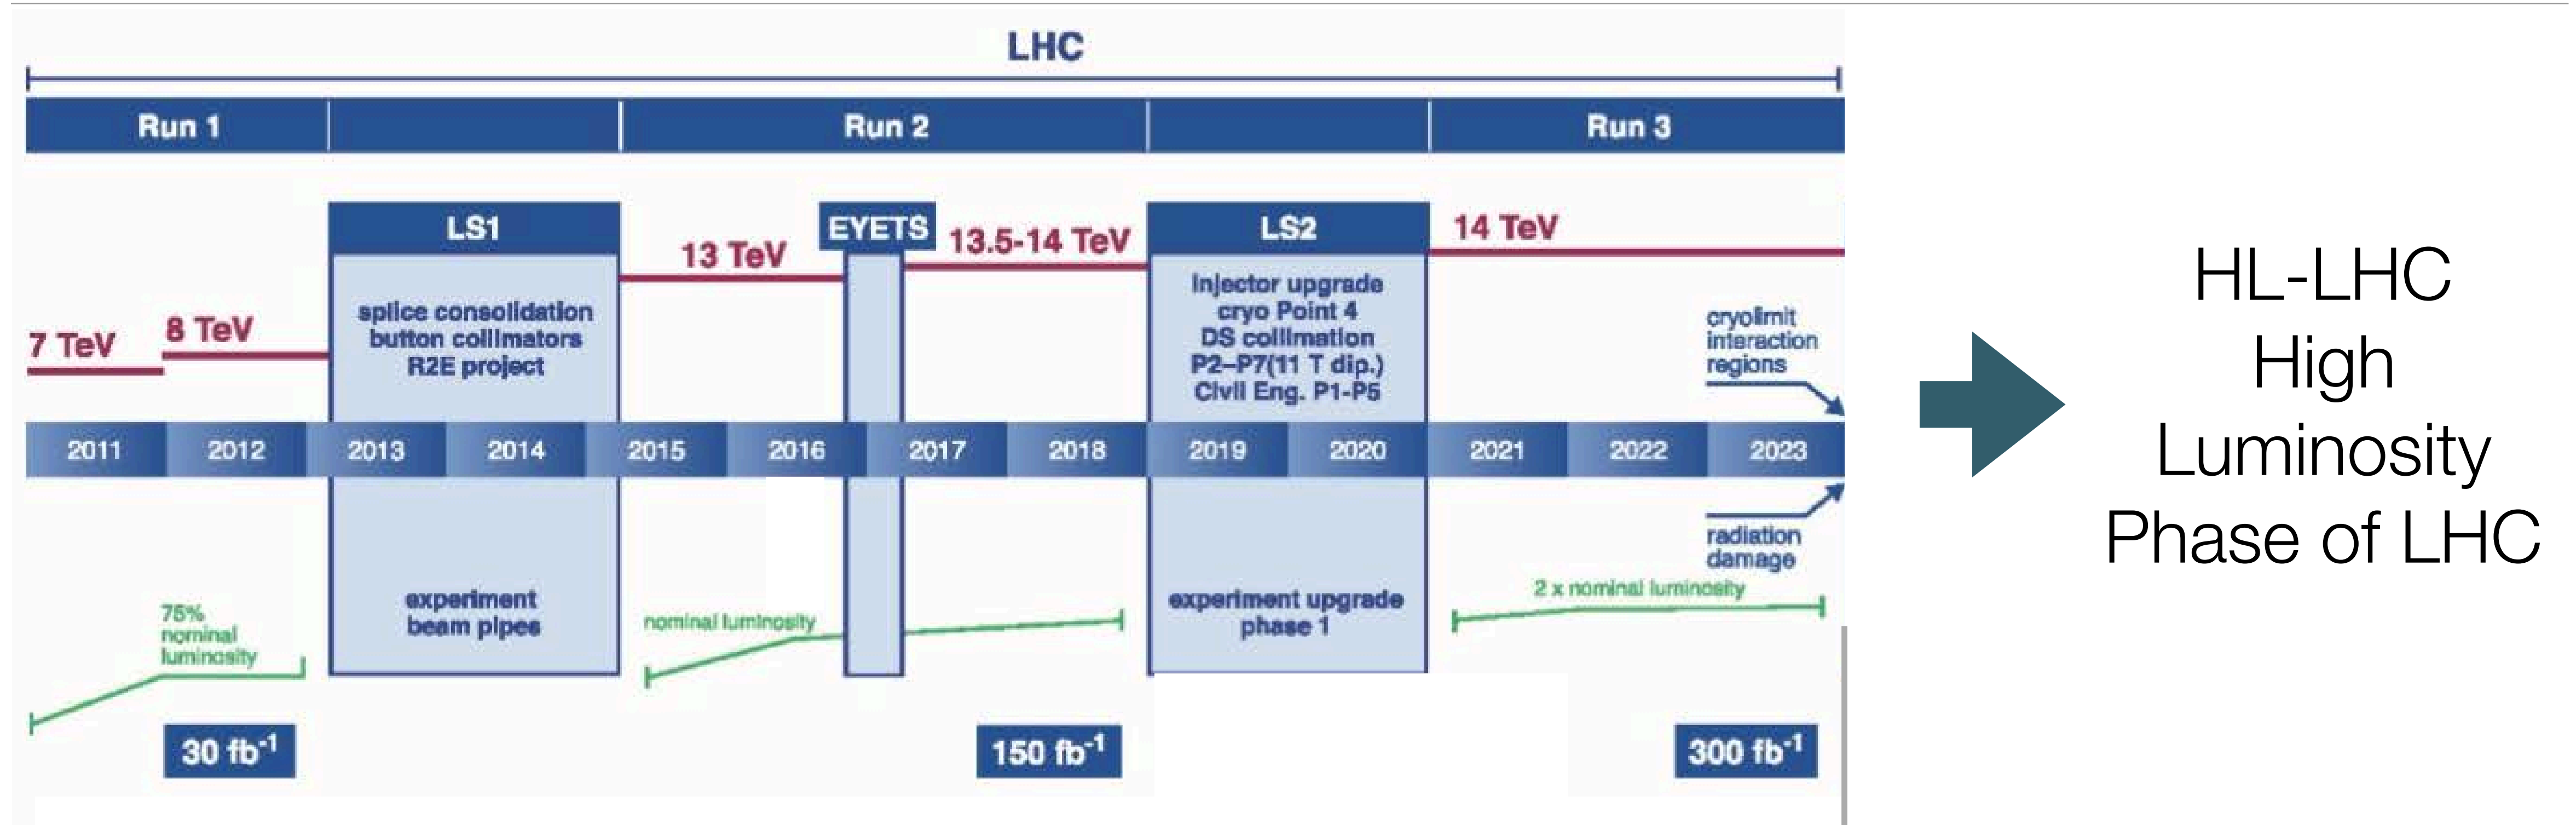 LHC
Run 1
Run 2
Run 3
LS1
EYETS
LS2
14 TeV
13 TeV
13.5-14 TeV
7 TeV
8 TeV
splice consolidation
button collimators
R2E project
injector upgrade
cryo Point 4
DS collimation
P2–P7(11 T dip.)
Civil Eng. P1-P5
cryolimit
interaction
regions
2011
2012
2013
2014
2015
2016
2017
2018
2019
2020
2021
2022
2023
radiation
damage
75%
nominal
luminosity
experiment
beam pipes
nominal luminosity
experiment upgrade
phase 1
2 x nominal luminosity
30 fb⁻¹
150 fb⁻¹
300 fb⁻¹
HL-LHC
High
Luminosity
Phase of LHC